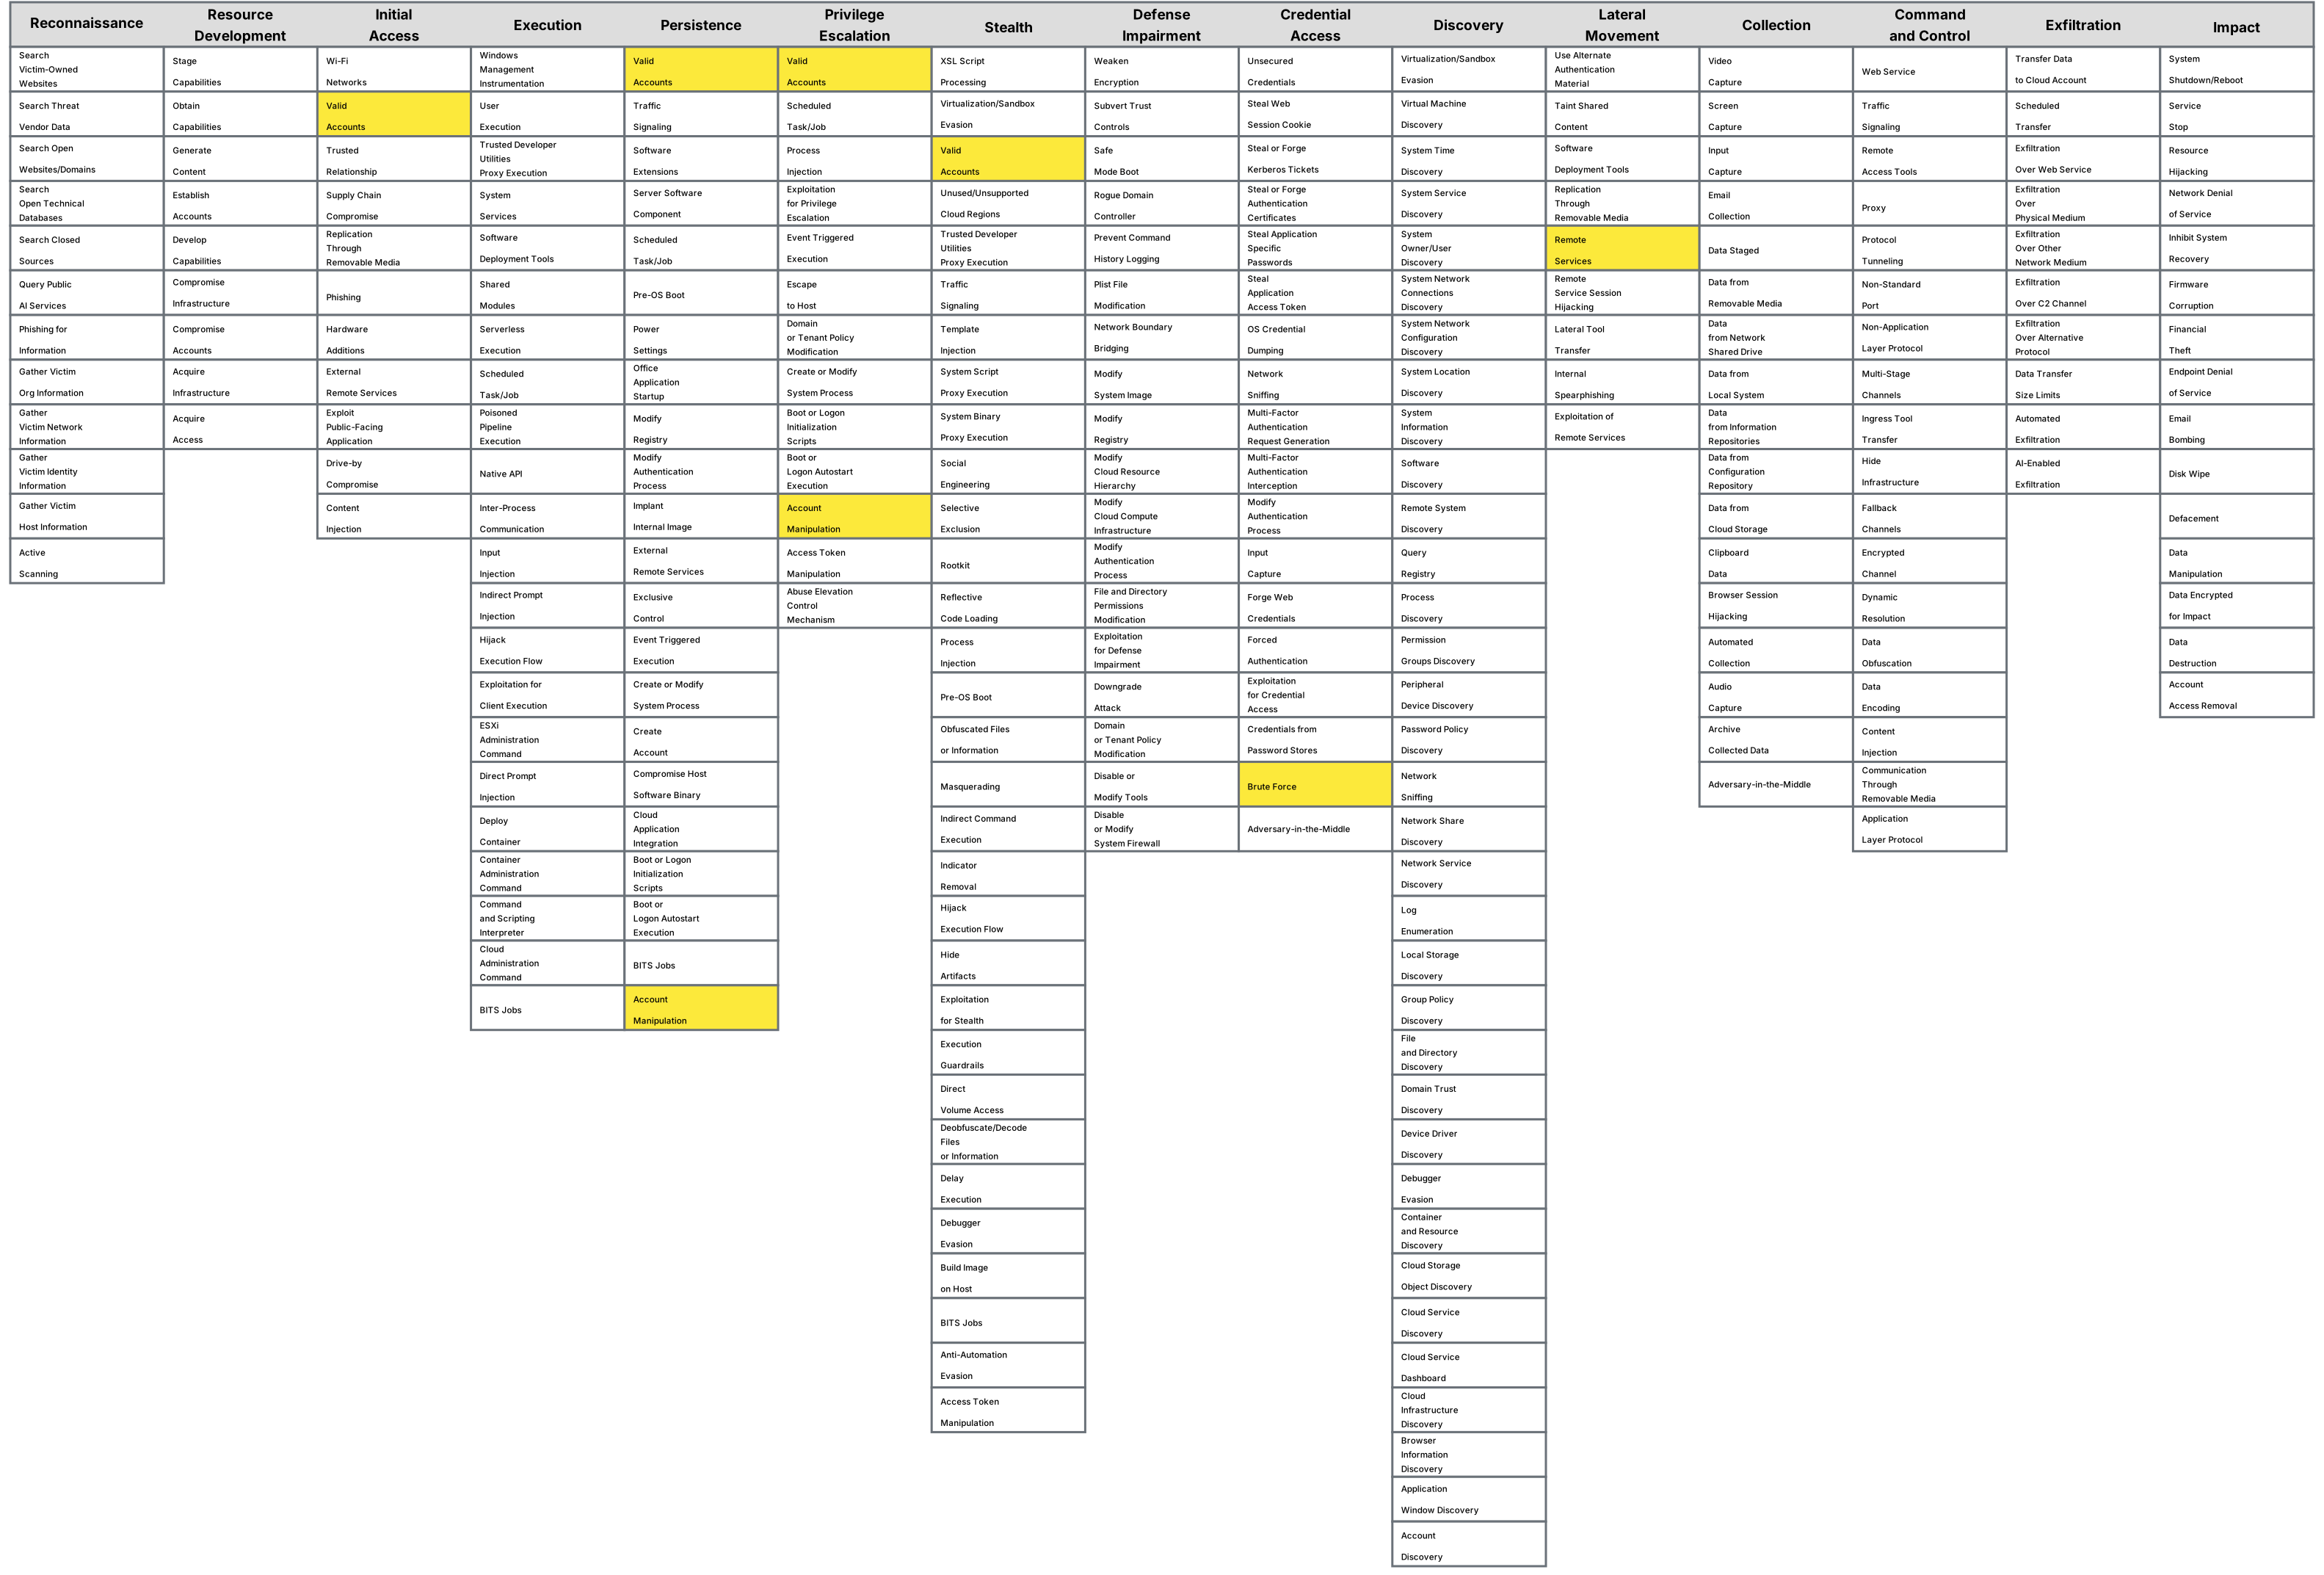 Reconnaissance
Search
Victim-Owned
Websites
Search Threat
Vendor Data
Search Open
Websites/Domains
Search
Open Technical
Databases
Search Closed
Sources
Query Public
AI Services
Phishing for
Information
Gather Victim
Org Information
Gather
Victim Network
Information
Gather
Victim Identity
Information
Gather Victim
Host Information
Active
Scanning
Resource
Development
Stage
Capabilities
Obtain
Capabilities
Generate
Content
Establish
Accounts
Develop
Capabilities
Compromise
Infrastructure
Compromise
Accounts
Acquire
Infrastructure
Acquire
Access
Initial
Access
Wi-Fi
Networks
Valid
Accounts
Trusted
Relationship
Supply Chain
Compromise
Replication
Through
Removable Media
Phishing
Hardware
Additions
External
Remote Services
Exploit
Public-Facing
Application
Drive-by
Compromise
Content
Injection
Execution
Windows
Management
Instrumentation
User
Execution
Trusted Developer
Utilities
Proxy Execution
System
Services
Software
Deployment Tools
Shared
Modules
Serverless
Execution
Scheduled
Task/Job
Poisoned
Pipeline
Execution
Native API
Inter-Process
Communication
Input
Injection
Indirect Prompt
Injection
Hijack
Execution Flow
Exploitation for
Client Execution
ESXi
Administration
Command
Direct Prompt
Injection
Deploy
Container
Container
Administration
Command
Command
and Scripting
Interpreter
Cloud
Administration
Command
BITS Jobs
Persistence
Valid
Accounts
Traffic
Signaling
Software
Extensions
Server Software
Component
Scheduled
Task/Job
Pre-OS Boot
Power
Settings
Office
Application
Startup
Modify
Registry
Modify
Authentication
Process
Implant
Internal Image
External
Remote Services
Exclusive
Control
Event Triggered
Execution
Create or Modify
System Process
Create
Account
Compromise Host
Software Binary
Cloud
Application
Integration
Boot or Logon
Initialization
Scripts
Boot or
Logon Autostart
Execution
BITS Jobs
Account
Manipulation
Privilege
Escalation
Valid
Accounts
Scheduled
Task/Job
Process
Injection
Exploitation
for Privilege
Escalation
Event Triggered
Execution
Escape
to Host
Domain
or Tenant Policy
Modification
Create or Modify
System Process
Boot or Logon
Initialization
Scripts
Boot or
Logon Autostart
Execution
Account
Manipulation
Access Token
Manipulation
Abuse Elevation
Control
Mechanism
Stealth
XSL Script
Processing
Virtualization/Sandbox
Evasion
Valid
Accounts
Unused/Unsupported
Cloud Regions
Trusted Developer
Utilities
Proxy Execution
Traffic
Signaling
Template
Injection
System Script
Proxy Execution
System Binary
Proxy Execution
Social
Engineering
Selective
Exclusion
Rootkit
Reflective
Code Loading
Process
Injection
Pre-OS Boot
Obfuscated Files
or Information
Masquerading
Indirect Command
Execution
Indicator
Removal
Hijack
Execution Flow
Hide
Artifacts
Exploitation
for Stealth
Execution
Guardrails
Direct
Volume Access
Deobfuscate/Decode
Files
or Information
Delay
Execution
Debugger
Evasion
Build Image
on Host
BITS Jobs
Anti-Automation
Evasion
Access Token
Manipulation
Defense
Impairment
Weaken
Encryption
Subvert Trust
Controls
Safe
Mode Boot
Rogue Domain
Controller
Prevent Command
History Logging
Plist File
Modification
Network Boundary
Bridging
Modify
System Image
Modify
Registry
Modify
Cloud Resource
Hierarchy
Modify
Cloud Compute
Infrastructure
Modify
Authentication
Process
File and Directory
Permissions
Modification
Exploitation
for Defense
Impairment
Downgrade
Attack
Domain
or Tenant Policy
Modification
Disable or
Modify Tools
Disable
or Modify
System Firewall
Credential
Access
Unsecured
Credentials
Steal Web
Session Cookie
Steal or Forge
Kerberos Tickets
Steal or Forge
Authentication
Certificates
Steal Application
Specific
Passwords
Steal
Application
Access Token
OS Credential
Dumping
Network
Sniffing
Multi-Factor
Authentication
Request Generation
Multi-Factor
Authentication
Interception
Modify
Authentication
Process
Input
Capture
Forge Web
Credentials
Forced
Authentication
Exploitation
for Credential
Access
Credentials from
Password Stores
Brute Force
Adversary-in-the-Middle
Discovery
Virtualization/Sandbox
Evasion
Virtual Machine
Discovery
System Time
Discovery
System Service
Discovery
System
Owner/User
Discovery
System Network
Connections
Discovery
System Network
Configuration
Discovery
System Location
Discovery
System
Information
Discovery
Software
Discovery
Remote System
Discovery
Query
Registry
Process
Discovery
Permission
Groups Discovery
Peripheral
Device Discovery
Password Policy
Discovery
Network
Sniffing
Network Share
Discovery
Network Service
Discovery
Log
Enumeration
Local Storage
Discovery
Group Policy
Discovery
File
and Directory
Discovery
Domain Trust
Discovery
Device Driver
Discovery
Debugger
Evasion
Container
and Resource
Discovery
Cloud Storage
Object Discovery
Cloud Service
Discovery
Cloud Service
Dashboard
Cloud
Infrastructure
Discovery
Browser
Information
Discovery
Application
Window Discovery
Account
Discovery
Lateral
Movement
Use Alternate
Authentication
Material
Taint Shared
Content
Software
Deployment Tools
Replication
Through
Removable Media
Remote
Services
Remote
Service Session
Hijacking
Lateral Tool
Transfer
Internal
Spearphishing
Exploitation of
Remote Services
Collection
Video
Capture
Screen
Capture
Input
Capture
Email
Collection
Data Staged
Data from
Removable Media
Data
from Network
Shared Drive
Data from
Local System
Data
from Information
Repositories
Data from
Configuration
Repository
Data from
Cloud Storage
Clipboard
Data
Browser Session
Hijacking
Automated
Collection
Audio
Capture
Archive
Collected Data
Adversary-in-the-Middle
Command
and Control
Web Service
Traffic
Signaling
Remote
Access Tools
Proxy
Protocol
Tunneling
Non-Standard
Port
Non-Application
Layer Protocol
Multi-Stage
Channels
Ingress Tool
Transfer
Hide
Infrastructure
Fallback
Channels
Encrypted
Channel
Dynamic
Resolution
Data
Obfuscation
Data
Encoding
Content
Injection
Communication
Through
Removable Media
Application
Layer Protocol
Exfiltration
Transfer Data
to Cloud Account
Scheduled
Transfer
Exfiltration
Over Web Service
Exfiltration
Over
Physical Medium
Exfiltration
Over Other
Network Medium
Exfiltration
Over C2 Channel
Exfiltration
Over Alternative
Protocol
Data Transfer
Size Limits
Automated
Exfiltration
AI-Enabled
Exfiltration
Impact
System
Shutdown/Reboot
Service
Stop
Resource
Hijacking
Network Denial
of Service
Inhibit System
Recovery
Firmware
Corruption
Financial
Theft
Endpoint Denial
of Service
Email
Bombing
Disk Wipe
Defacement
Data
Manipulation
Data Encrypted
for Impact
Data
Destruction
Account
Access Removal